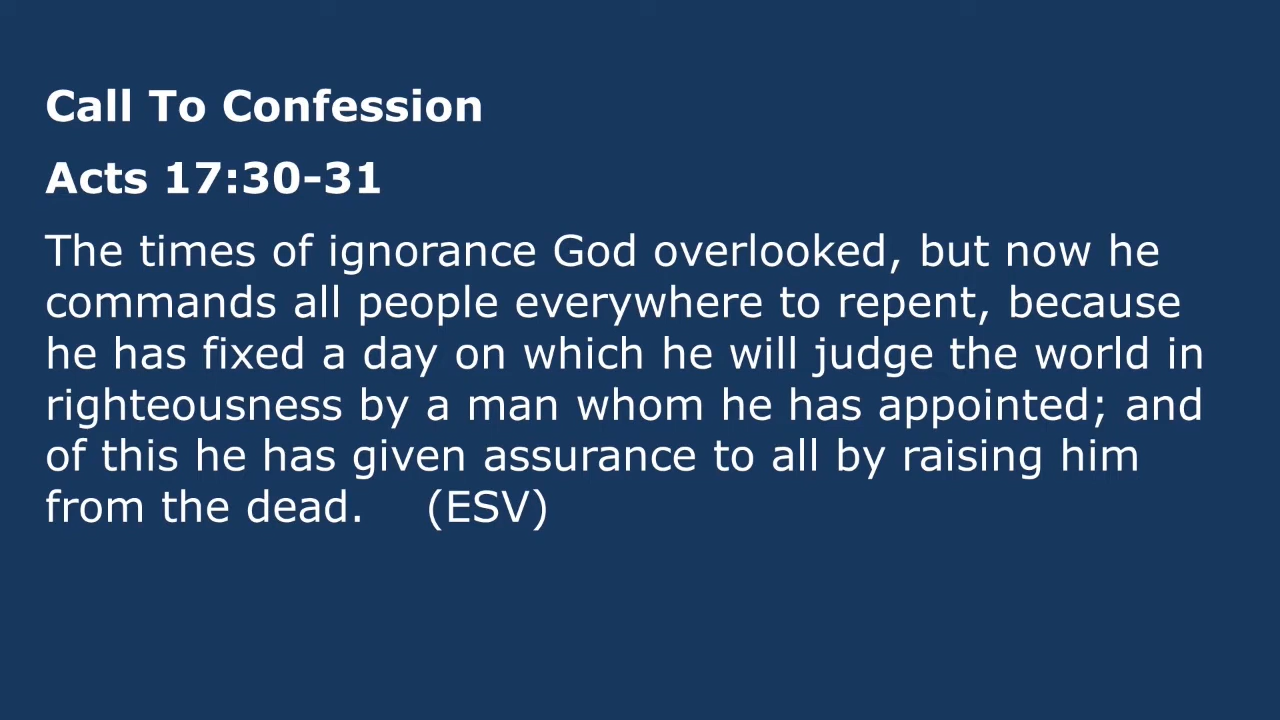 Call To Confession
Acts 17:30-31
The times of ignorance God overlooked, but now he
commands all people everywhere to repent, because
he has fixed a day on which he will judge the world in
righteousness by a man whom he has appointed; and
of this he has given assurance to all by raising him
from the dead. (ESV)